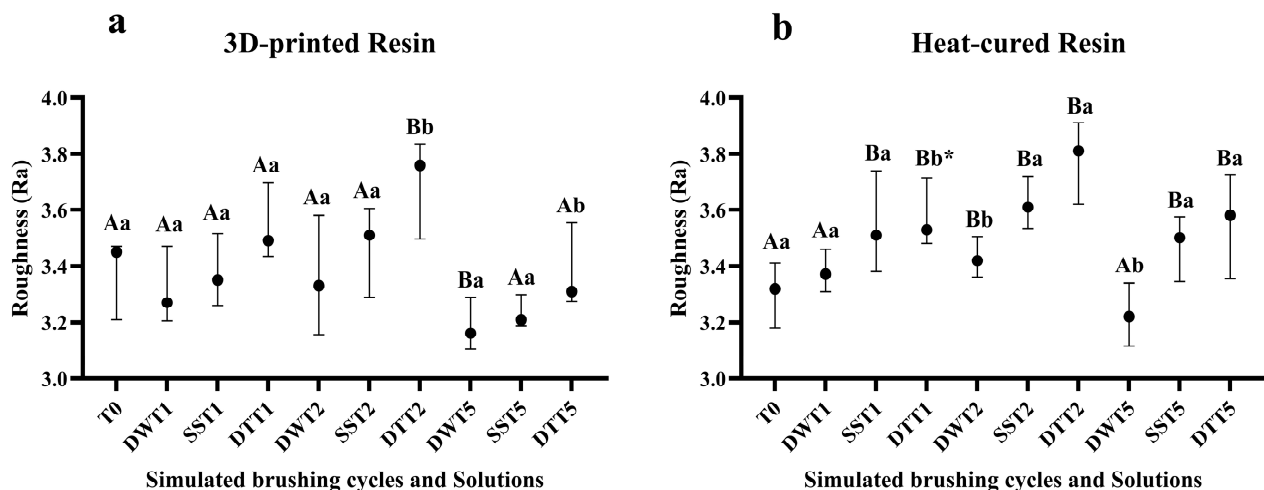 a
3D-printed Resin
Roughness (Ra)
4.0
3.8
3.6
3.4
3.2
3.0
Aa
Aa
Aa
Aa
Aa
Aa
Bb
Ba
Aa
Ab
T0
DWT1
SST1
DTT1
DWT2
SST2
DTT2
DWT5
SST5
DTT5
Simulated brushing cycles and Solutions
b
Heat-cured Resin
Roughness (Ra)
4.0
3.8
3.6
3.4
3.2
3.0
Aa
Aa
Ba
Bb*
Bb
Ba
Ba
Ab
Ba
Ba
T0
DWT1
SST1
DTT1
DWT2
SST2
DTT2
DWT5
SST5
DTT5
Simulated brushing cycles and Solutions